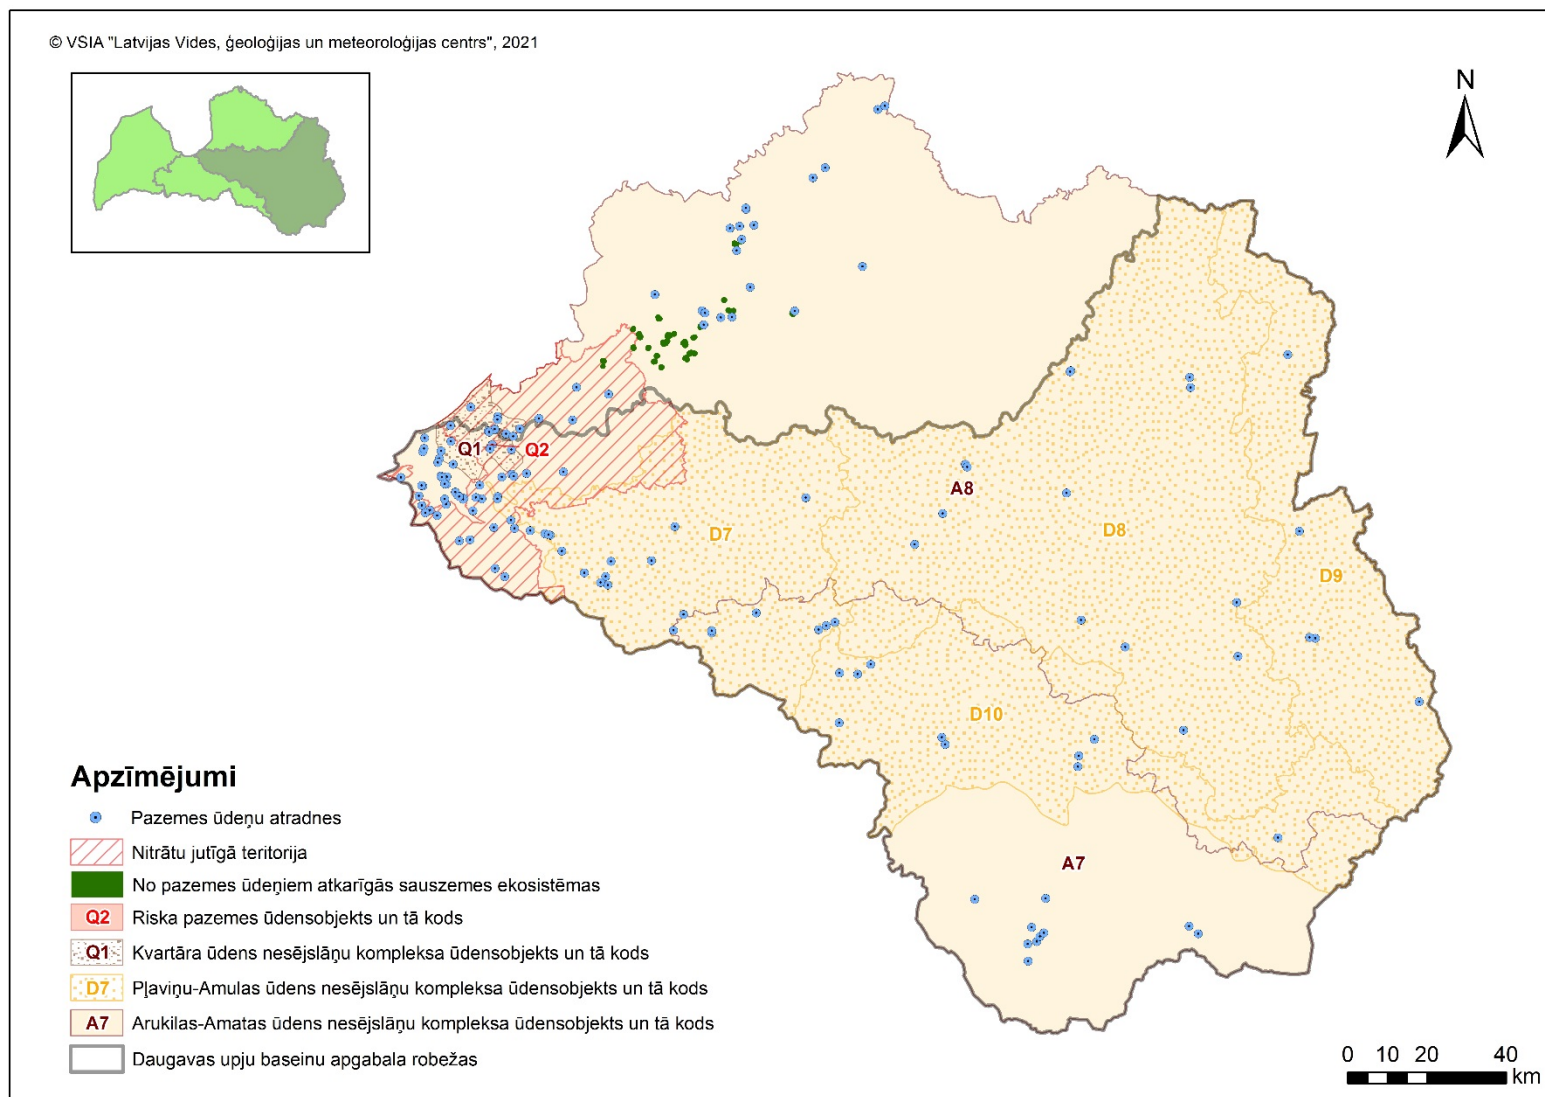 © VSIA "Latvijas Vides, ģeoloģijas un meteoroloģijas centrs", 2021
N
Q1
Q2
A8
D7
D8
D9
D10
A7
Apzīmējumi
Pazemes ūdeņu atradnes
Nitrātu jutīgā teritorija
No pazemes ūdeņiem atkarīgās sauszemes ekosistēmas
Q2 Riska pazemes ūdensobjekts un tā kods
Q1 Kvartāra ūdens nesējslāņu kompleksa ūdensobjekts un tā kods
D7 Pļaviņu-Amulas ūdens nesējslāņu kompleksa ūdensobjekts un tā kods
A7 Arukilas-Amatas ūdens nesējslāņu kompleksa ūdensobjekts un tā kods
Daugavas upju baseinu apgabala robežas
0 10 20 40
km